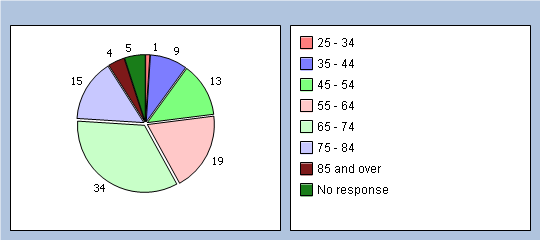 1
9
13
19
34
15
4
5
25 - 34
35 - 44
45 - 54
55 - 64
65 - 74
75 - 84
85 and over
No response